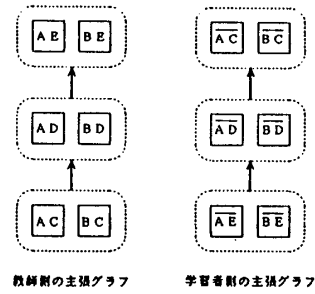 AE BE
AD BD
AC BC
教師側の主張グラフ
A̅C̅ B̅C̅
A̅D̅ B̅D̅
A̅E̅ B̅E̅
学習者側の主張グラフ